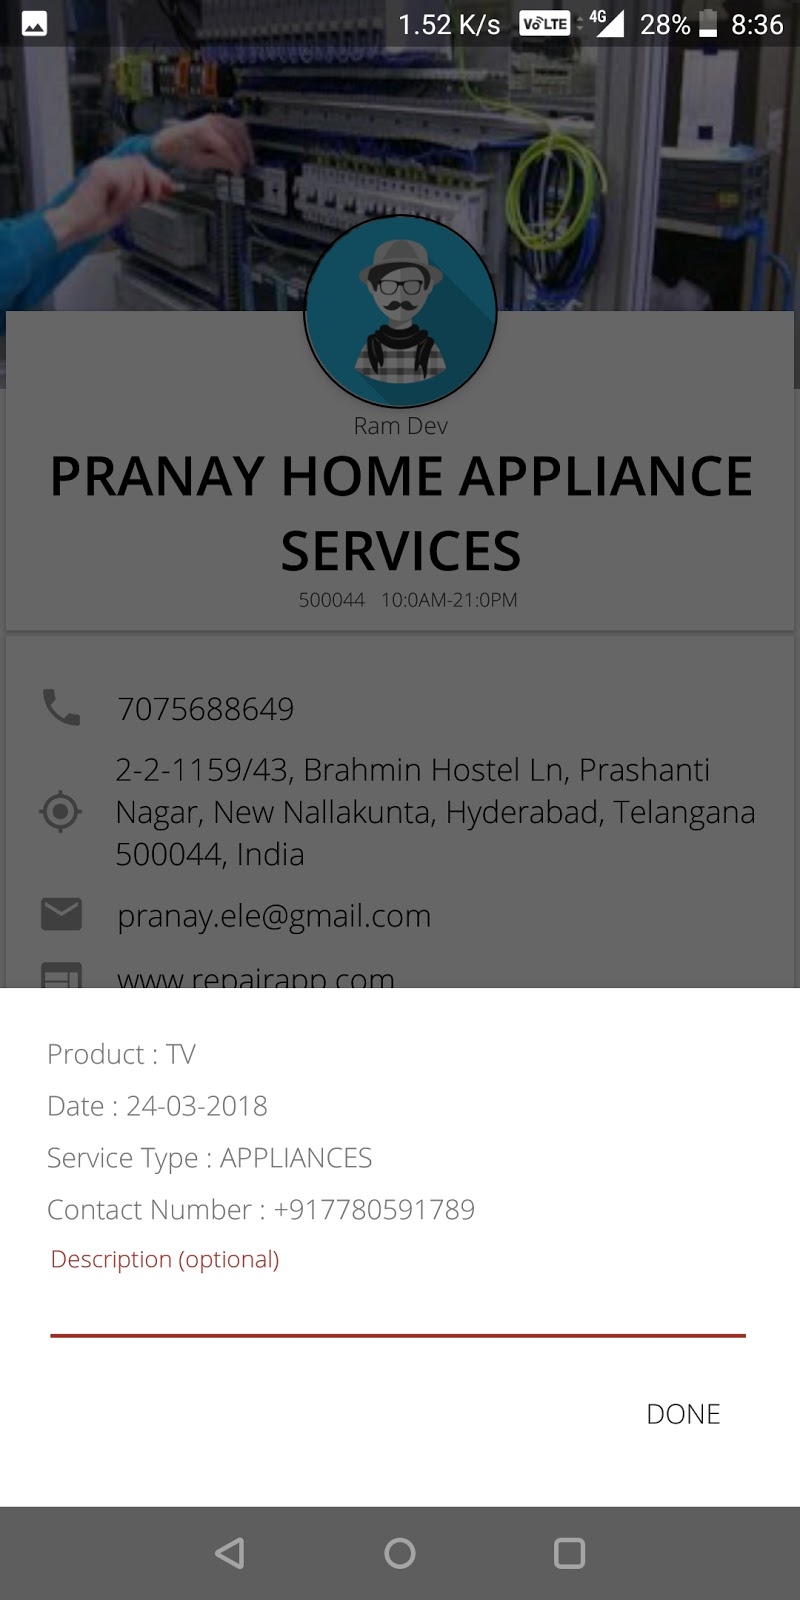 1.52 K/s VoLTE 4G 28% 8:36
Ram Dev
PRANAY HOME APPLIANCE
SERVICES
500044 10:0AM-21:0PM
7075688649
2-2-1159/43, Brahmin Hostel Ln, Prashanti
Nagar, New Nallakunta, Hyderabad, Telangana
500044, India
pranay.ele@gmail.com
www.repairapp.com
Product : TV
Date : 24-03-2018
Service Type : APPLIANCES
Contact Number : +917780591789
Description (optional)
DONE